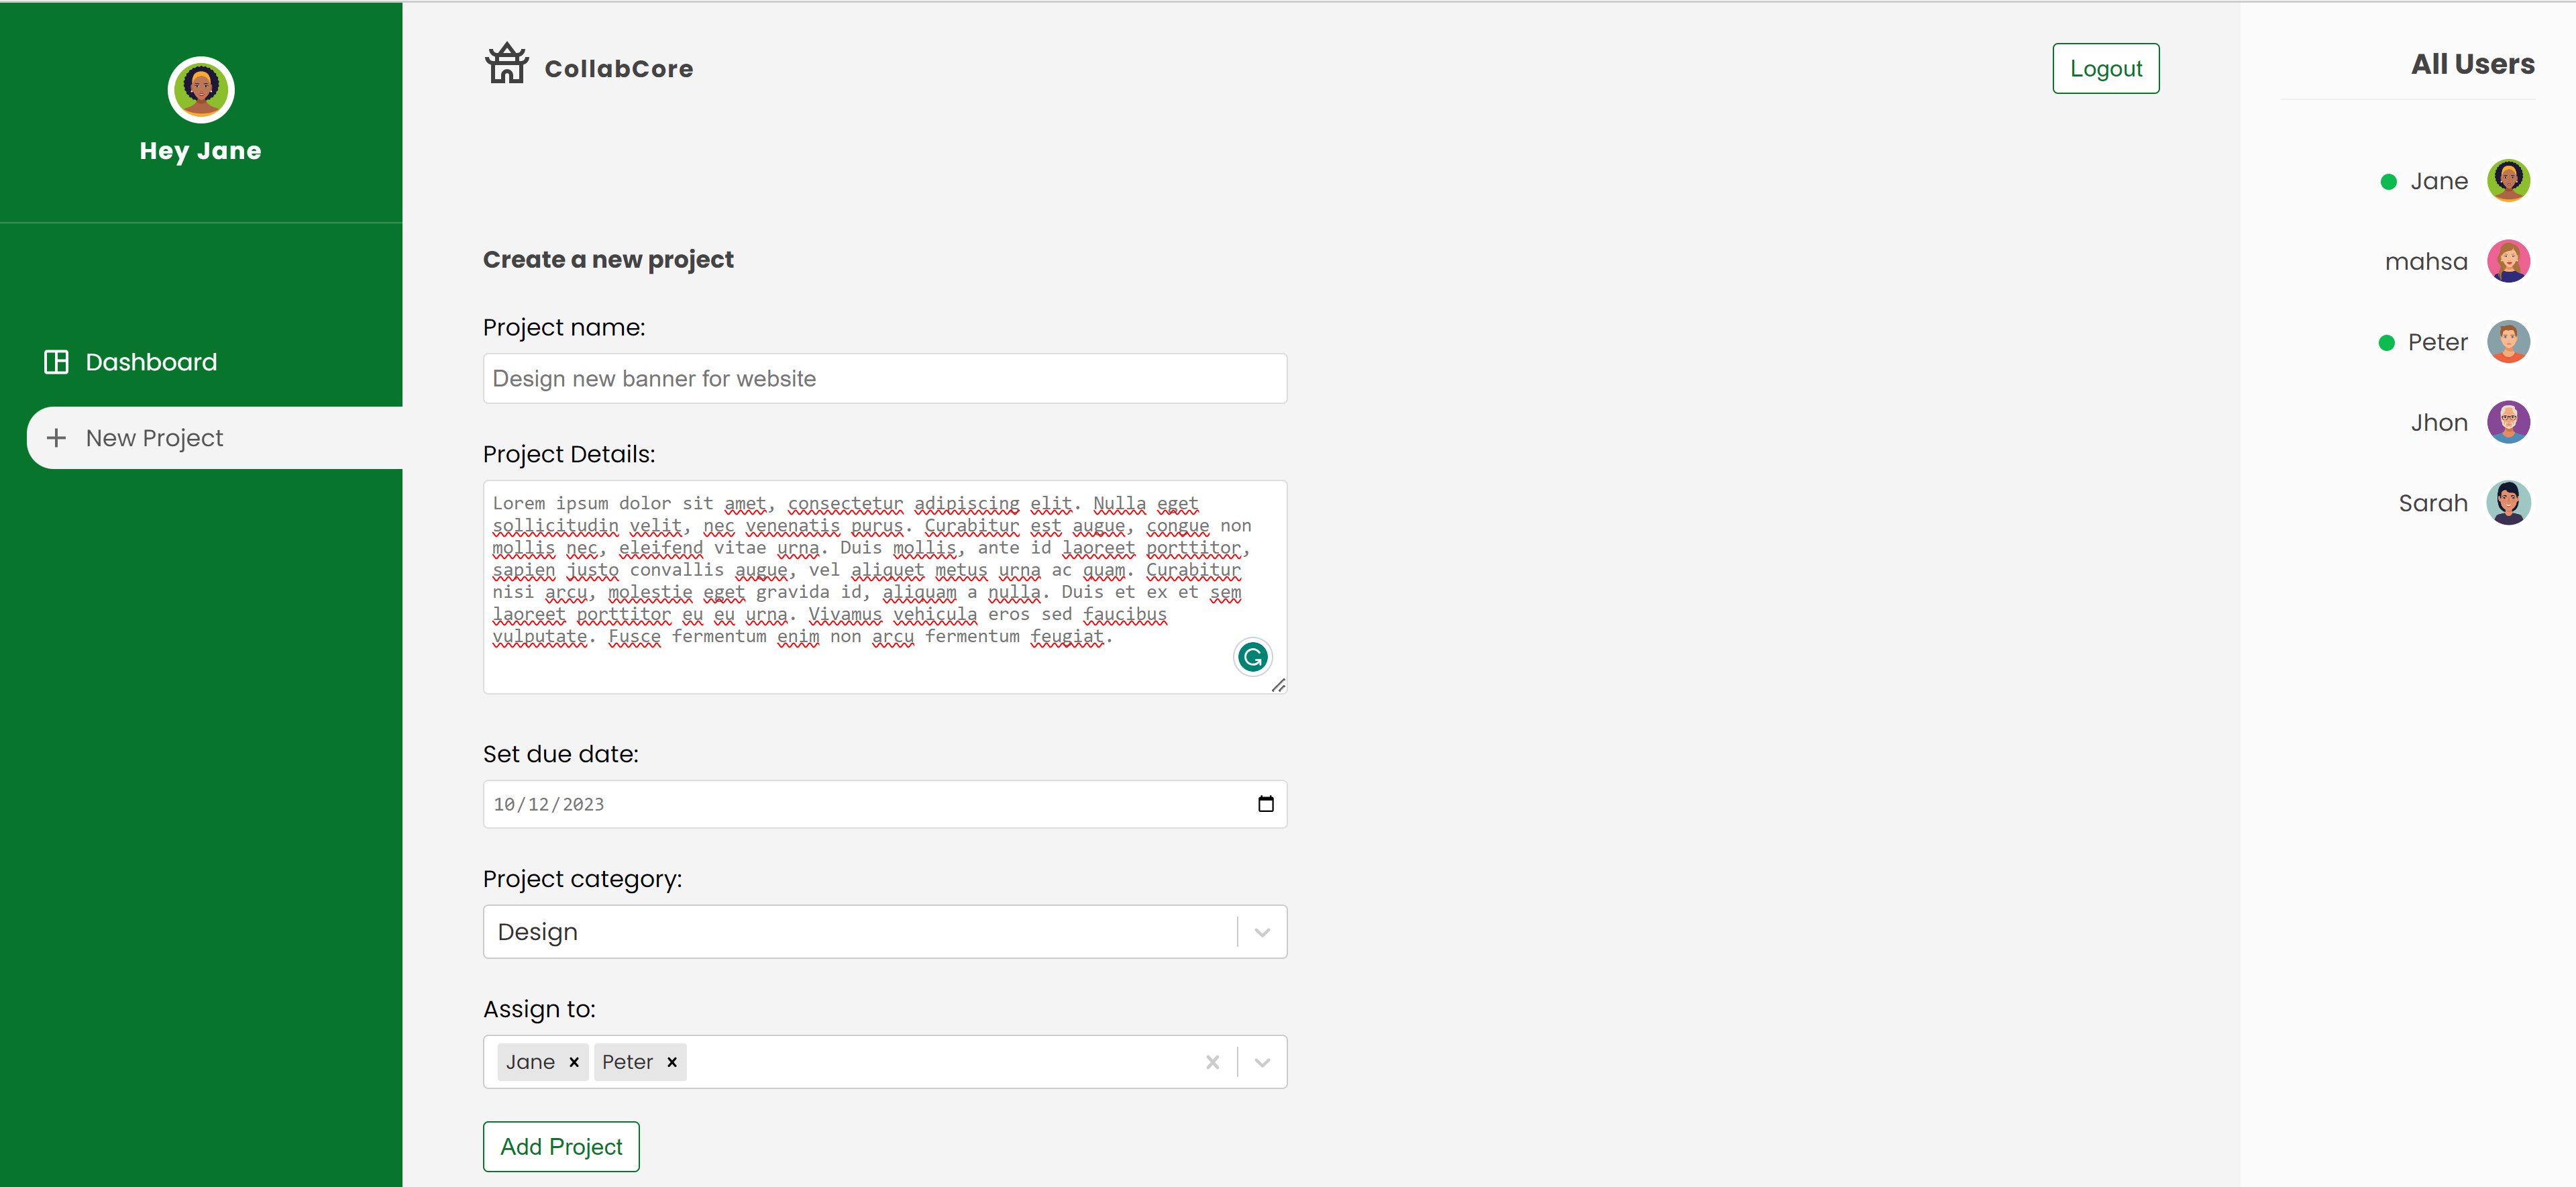 Hey Jane
Dashboard
New Project
CollabCore
Logout
Create a new project
Project name:
Design new banner for website
Project Details:
Lorem ipsum dolor sit amet, consectetur adipiscing elit. Nulla eget
sollicitudin velit, nec venenatis purus. Curabitur est augue, congue non
mollis nec, eleifend vitae urna. Duis mollis, ante id laoreet porttitor,
sapien justo convallis augue, vel aliquet metus urna ac quam. Curabitur
nisi arcu, molestie eget gravida id, aliquam a nulla. Duis et ex et sem
laoreet porttitor eu eu urna. Vivamus vehicula eros sed faucibus
vulputate. Fusce fermentum enim non arcu fermentum feugiat.
Set due date:
10/12/2023
Project category:
Design
Assign to:
Jane Peter
Add Project
All Users
Jane
mahsa
Peter
Jhon
Sarah